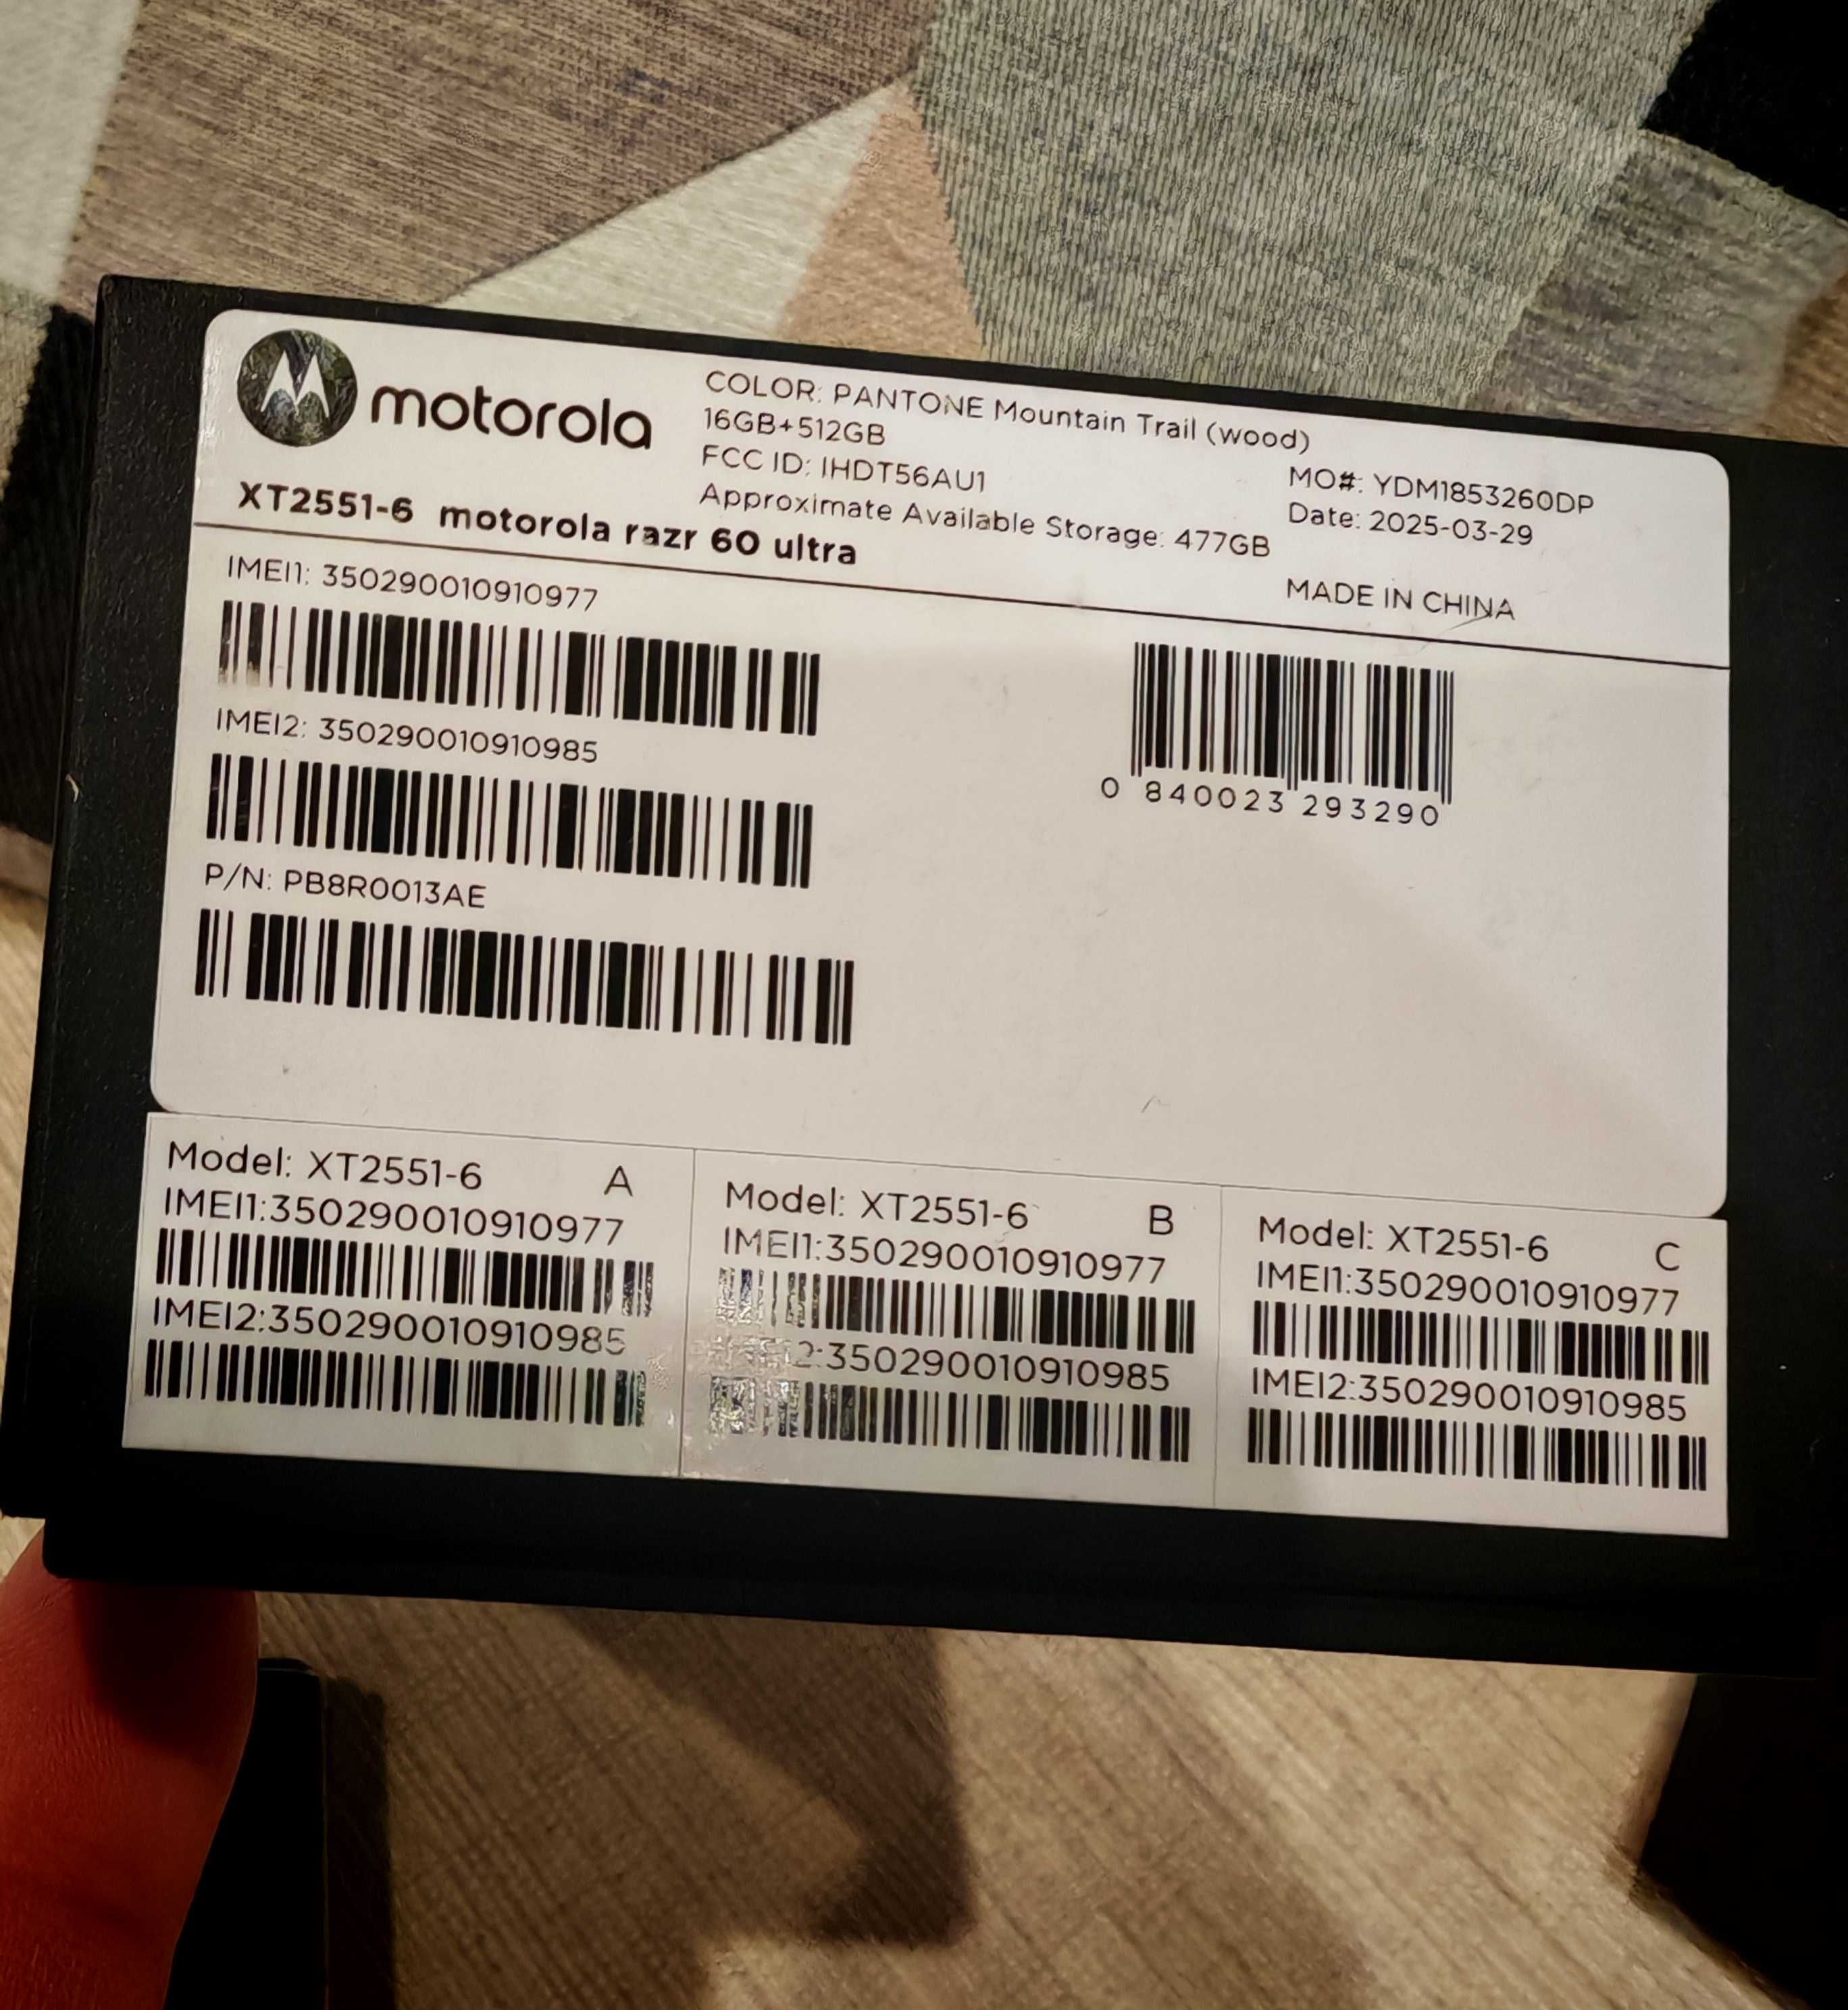 motorola
COLOR: PANTONE Mountain Trail (wood)
16GB+512GB
FCC ID: IHDT56AU1
Approximate Available Storage: 477GB
MO#: YDM1853260DP
Date: 2025-03-29
MADE IN CHINA
XT2551-6 motorola razr 60 ultra
IMEI1: 350290010910977
IMEI2: 350290010910985
P/N: PB8R0013AE
0 840023 293290
Model: XT2551-6 A
IMEI1:350290010910977
IMEI2:350290010910985
Model: XT2551-6 B
IMEI1:350290010910977
2:350290010910985
Model: XT2551-6 C
IMEI1:350290010910977
IMEI2:350290010910985